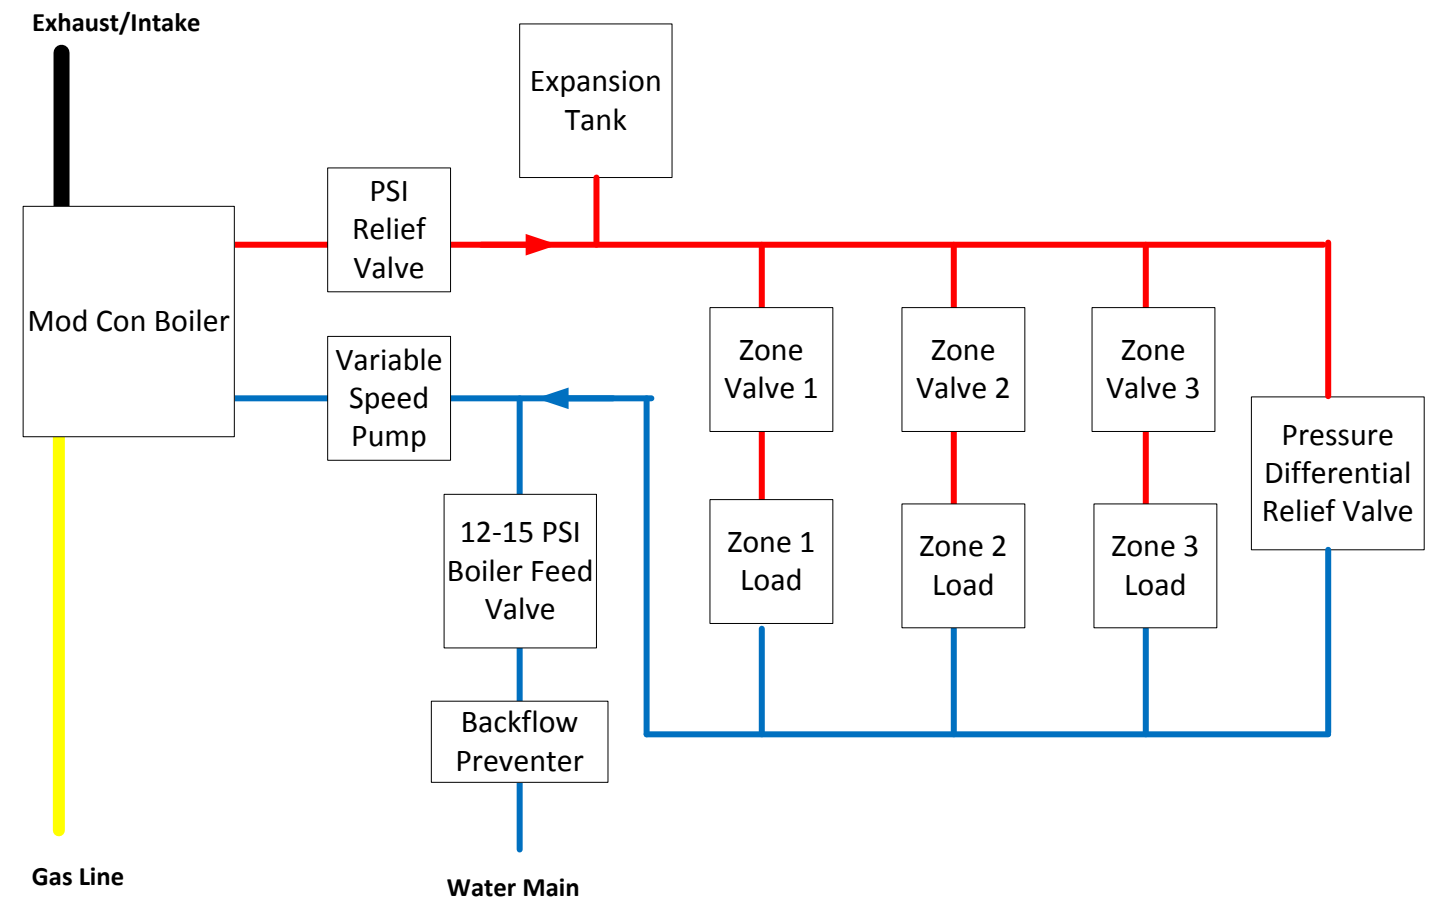 Exhaust/Intake
Expansion
Tank
PSI
Relief
Valve
Mod Con Boiler
Variable
Speed
Pump
Zone
Valve 1
Zone
Valve 2
Zone
Valve 3
Pressure
Differential
Relief Valve
12-15 PSI
Boiler Feed
Valve
Zone 1
Load
Zone 2
Load
Zone 3
Load
Backflow
Preventer
Gas Line
Water Main